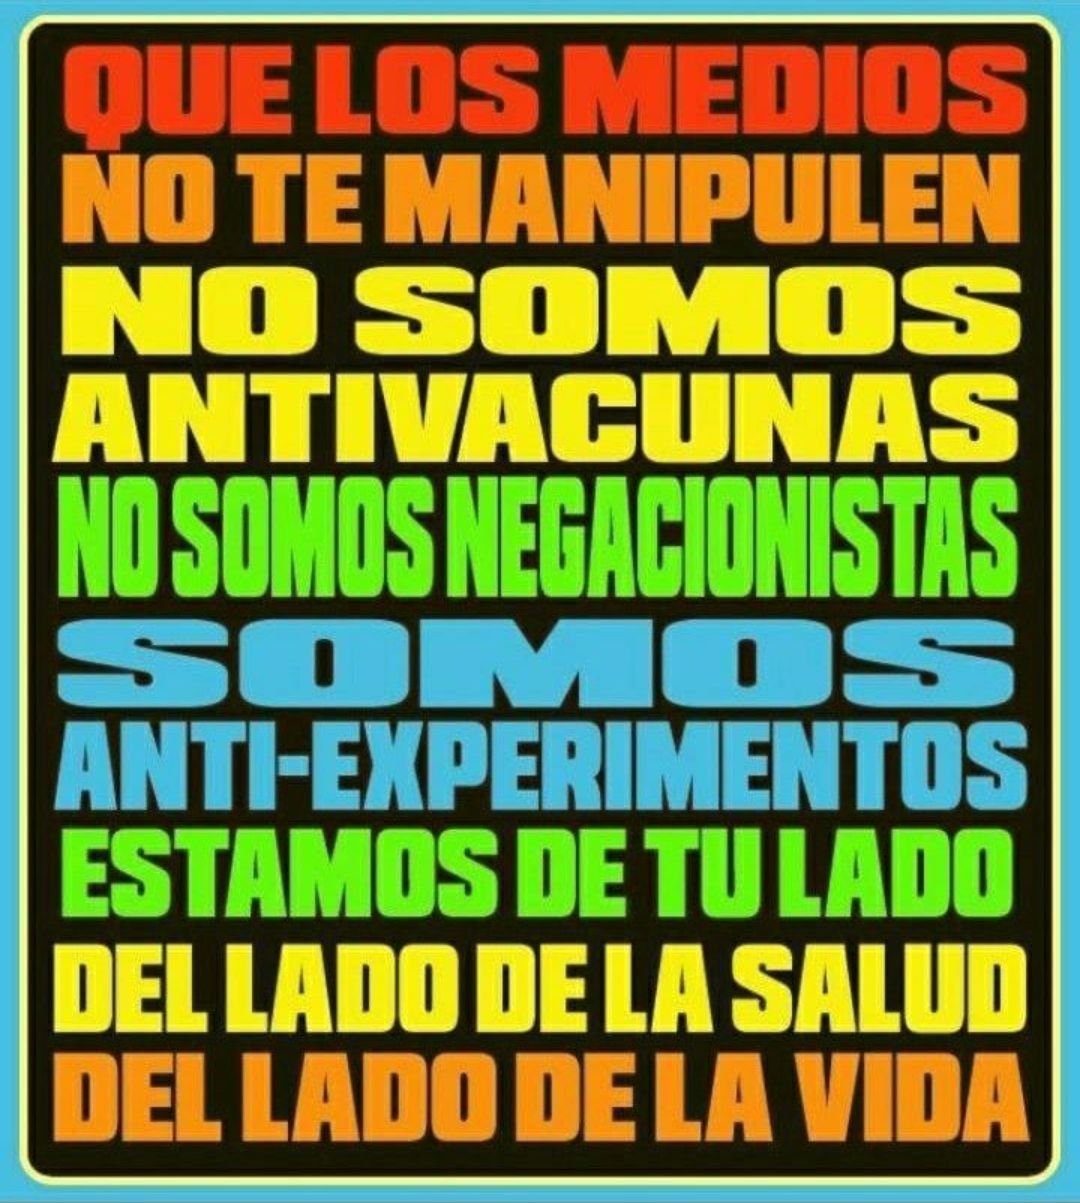 QUE LOS MEDIOS
NO TE MANIPULEN
NO SOMOS
ANTIVACUNAS
NO SOMOS NEGACIONISTAS
SOMOS
ANTI-EXPERIMENTOS
ESTAMOS DE TU LADO
DEL LADO DE LA SALUD
DEL LADO DE LA VIDA